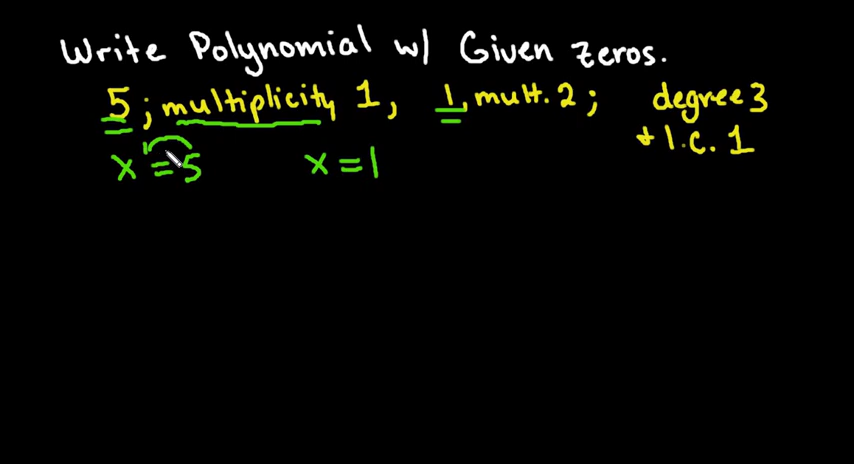 Write Polynomial w/ Given zeros.
5; multiplicity 1, 1, mult. 2; degree 3
+ l.c. 1
x = 5 x = 1